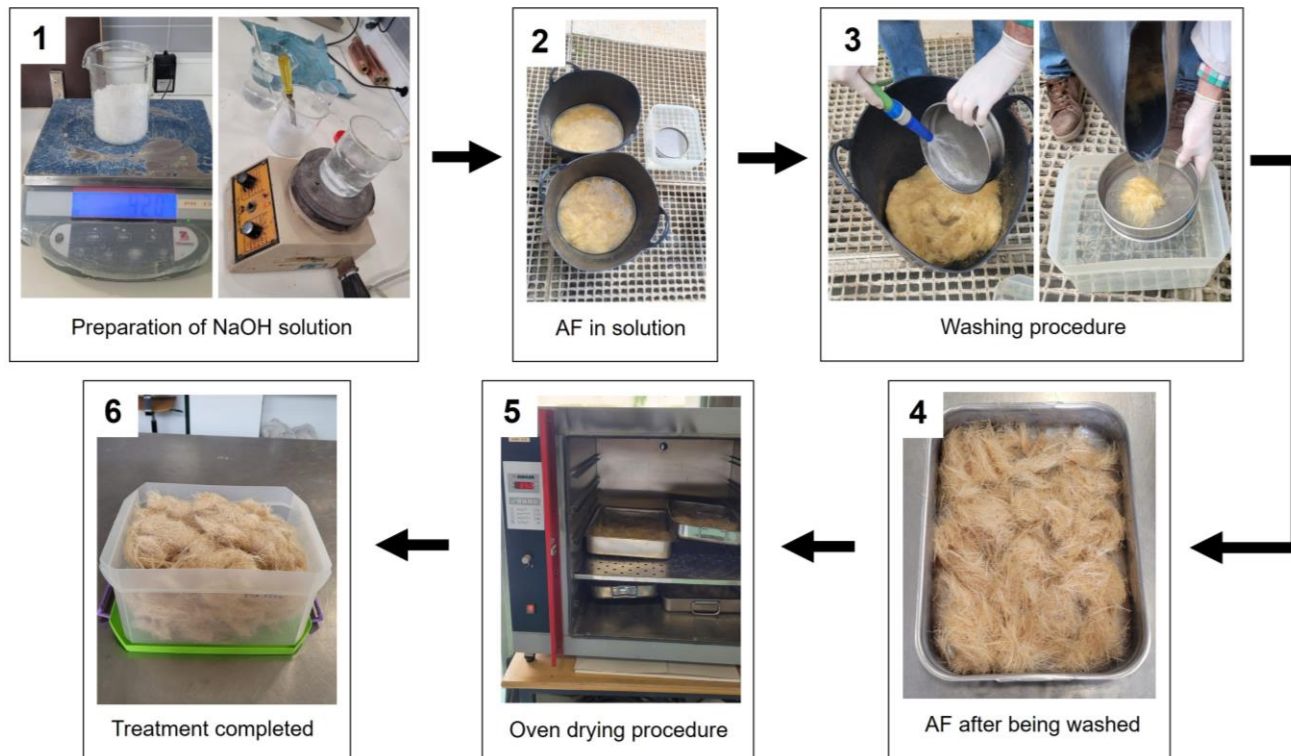 1
Preparation of NaOH solution
2
AF in solution
3
Washing procedure
4
AF after being washed
5
Oven drying procedure
6
Treatment completed